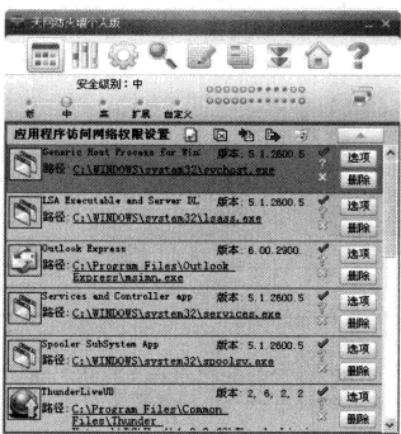 天网防火墙个人版
安全级别：中
低 中 高 扩展 自定义
应用程序访问网络权限设置
Generic Host Process for Win 版本: 5.1.2600.5 选项
路径: C:\WINDOWS\system32\svchost.exe 删除
LSA Executable and Server DL 版本: 5.1.2600.5 选项
路径: C:\WINDOWS\system32\lsass.exe 删除
Outlook Express 版本: 6.00.2900. 选项
路径: C:\Program Files\Outlook 删除
Express\msimn.exe
Services and Controller app 版本: 5.1.2600.5 选项
路径: C:\WINDOWS\system32\services.exe 删除
Spooler SubSystem App 版本: 5.1.2600.5 选项
路径: C:\WINDOWS\system32\spoolsv.exe 删除
ThunderLiveUD 版本: 2, 6, 2, 2 选项
路径: C:\Program Files\Common 删除
Files\Thunder